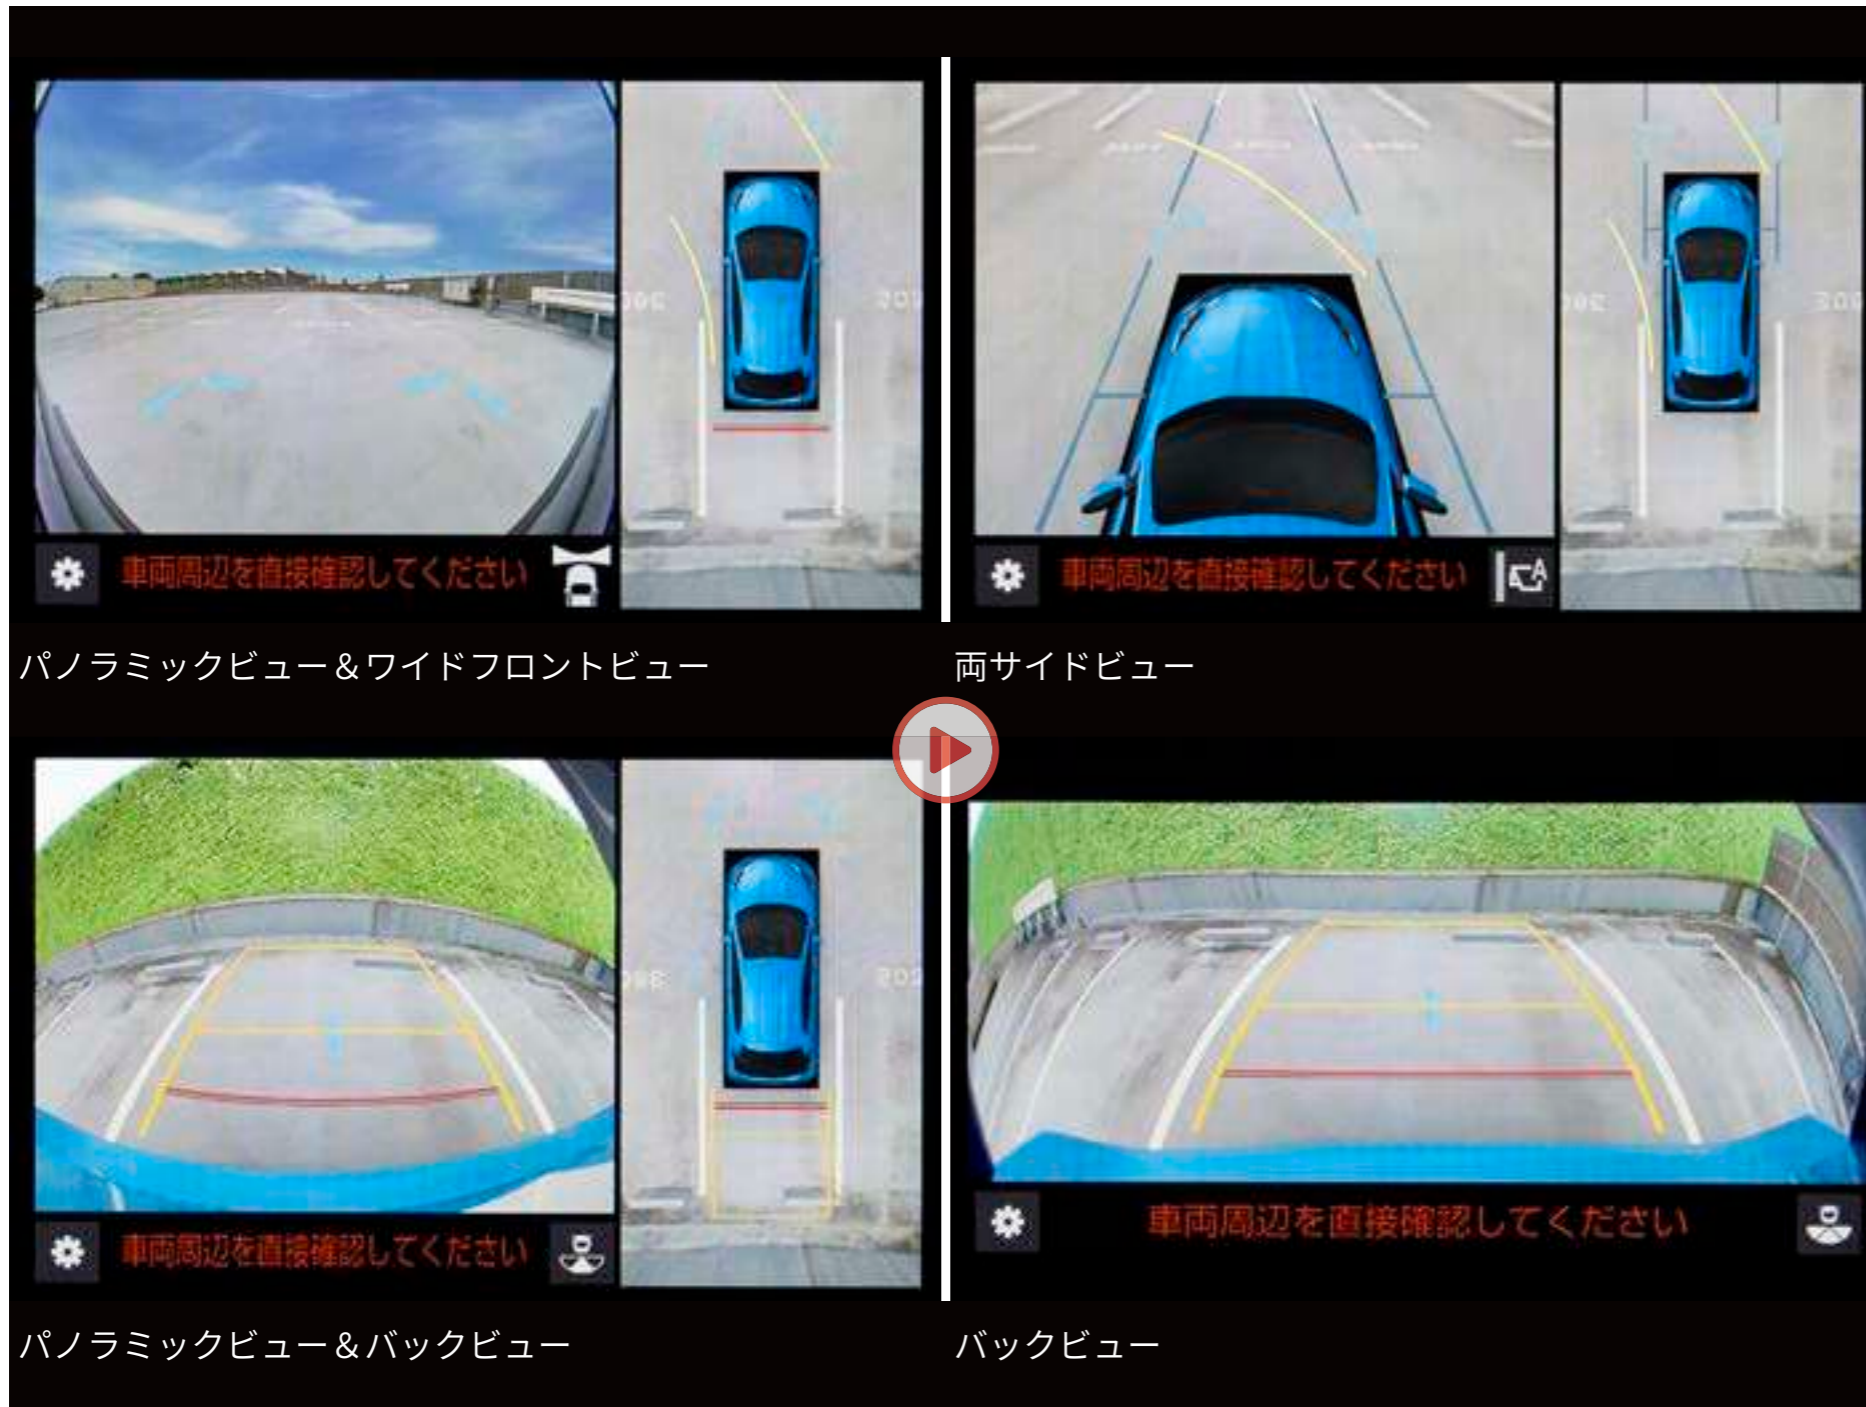 車両周辺を直接確認してください
車両周辺を直接確認してください
A
パノラミックビュー＆ワイドフロントビュー
両サイドビュー
車両周辺を直接確認してください
車両周辺を直接確認してください
パノラミックビュー＆バックビュー
バックビュー